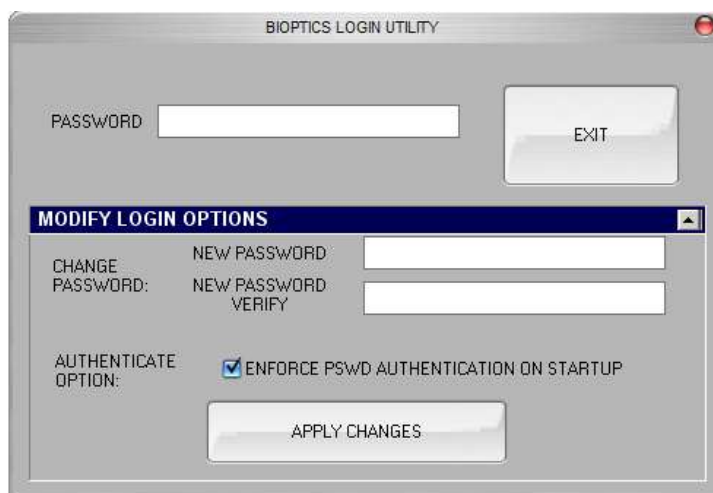 BIOPTICS LOGIN UTILITY
PASSWORD
EXIT
MODIFY LOGIN OPTIONS
CHANGE
PASSWORD:
NEW PASSWORD
NEW PASSWORD
VERIFY
AUTHENTICATE
OPTION:
ENFORCE PSWD AUTHENTICATION ON STARTUP
APPLY CHANGES